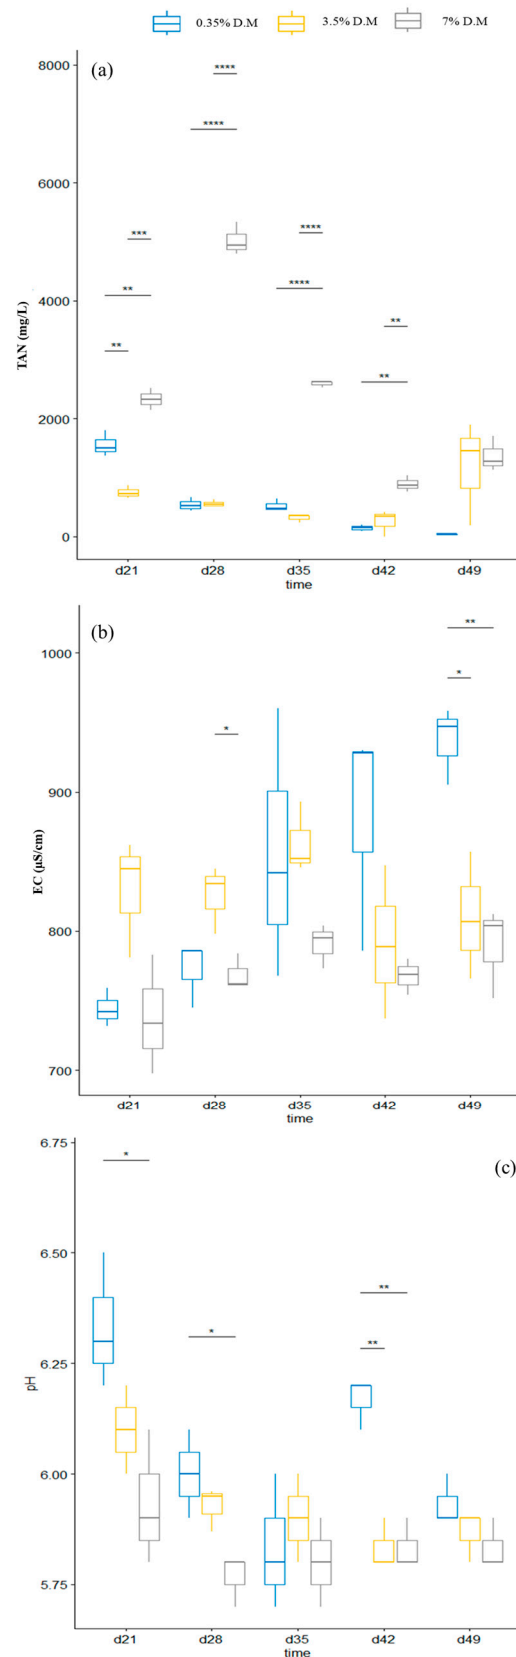 0.35% D.M 3.5% D.M 7% D.M
(a)
8000
6000
4000
2000
0
TAN (mg/L)
****
****
***
**
**
****
****
**
**
d21 d28 d35 d42 d49
time
(b)
1000
900
800
700
EC (µS/cm)
**
*
*
d21 d28 d35 d42 d49
time
(c)
6.75
6.50
6.25
6.00
5.75
pH
*
**
*
**
d21 d28 d35 d42 d49
time